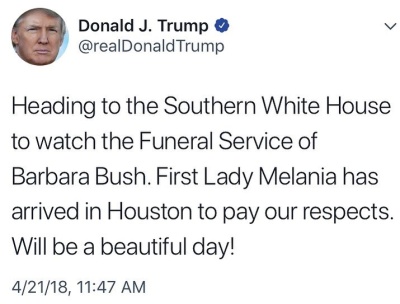 Donald J. Trump
@realDonaldTrump
Heading to the Southern White House
to watch the Funeral Service of
Barbara Bush. First Lady Melania has
arrived in Houston to pay our respects.
Will be a beautiful day!
4/21/18, 11:47 AM